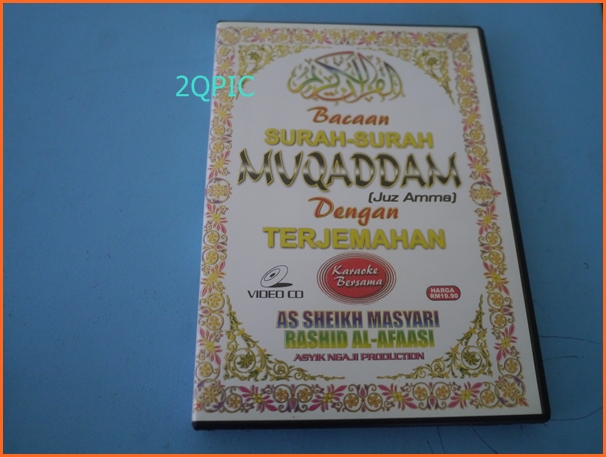 القرآن الكريم
2QPIC
Bacaan
SURAH-SURAH
MUQADDAM
(Juz Amma)
Dengan
TERJEMAHAN
Karaoke
Bersama
VIDEO CD
HARGA
RM19.90
AS SHEIKH MASYARI
RASHID AL-AFAASI
ASYIK NGAJI PRODUCTION